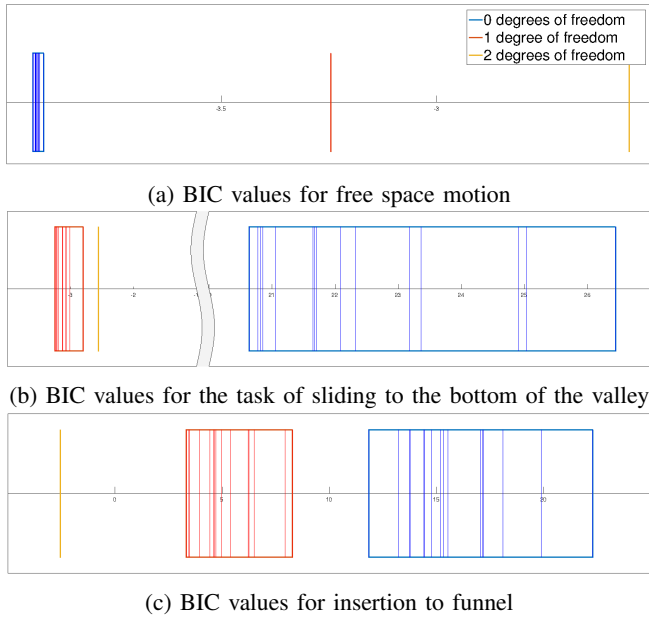 0 degrees of freedom
1 degree of freedom
2 degrees of freedom
-3.5 -3
(a) BIC values for free space motion
-3 -2 21 22 23 24 25 26
(b) BIC values for the task of sliding to the bottom of the valley
0 5 10 15 20
(c) BIC values for insertion to funnel